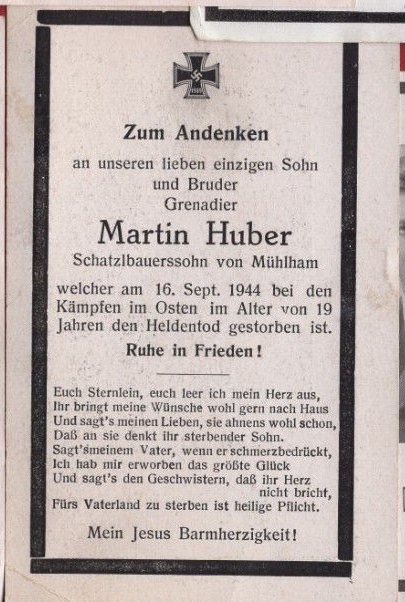 Zum Andenken
an unseren lieben einzigen Sohn
und Bruder
Grenadier
Martin Huber
Schatzlbauerssohn von Mühlham
welcher am 16. Sept. 1944 bei den
Kämpfen im Osten im Alter von 19
Jahren den Heldentod gestorben ist.
Ruhe in Frieden!
Euch Sternlein, euch leer ich mein Herz aus,
Ihr bringt meine Wünsche wohl gern nach Haus
Und sagt's meinen Lieben, sie ahnens wohl schon,
Daß an sie denkt ihr sterbender Sohn.
Sagt'smeinem Vater, wenn er schmerzbedrückt,
Ich hab mir erworben das größte Glück
Und sagt's den Geschwistern, daß ihr Herz
nicht bricht,
Fürs Vaterland zu sterben ist heilige Pflicht.
Mein Jesus Barmherzigkeit!